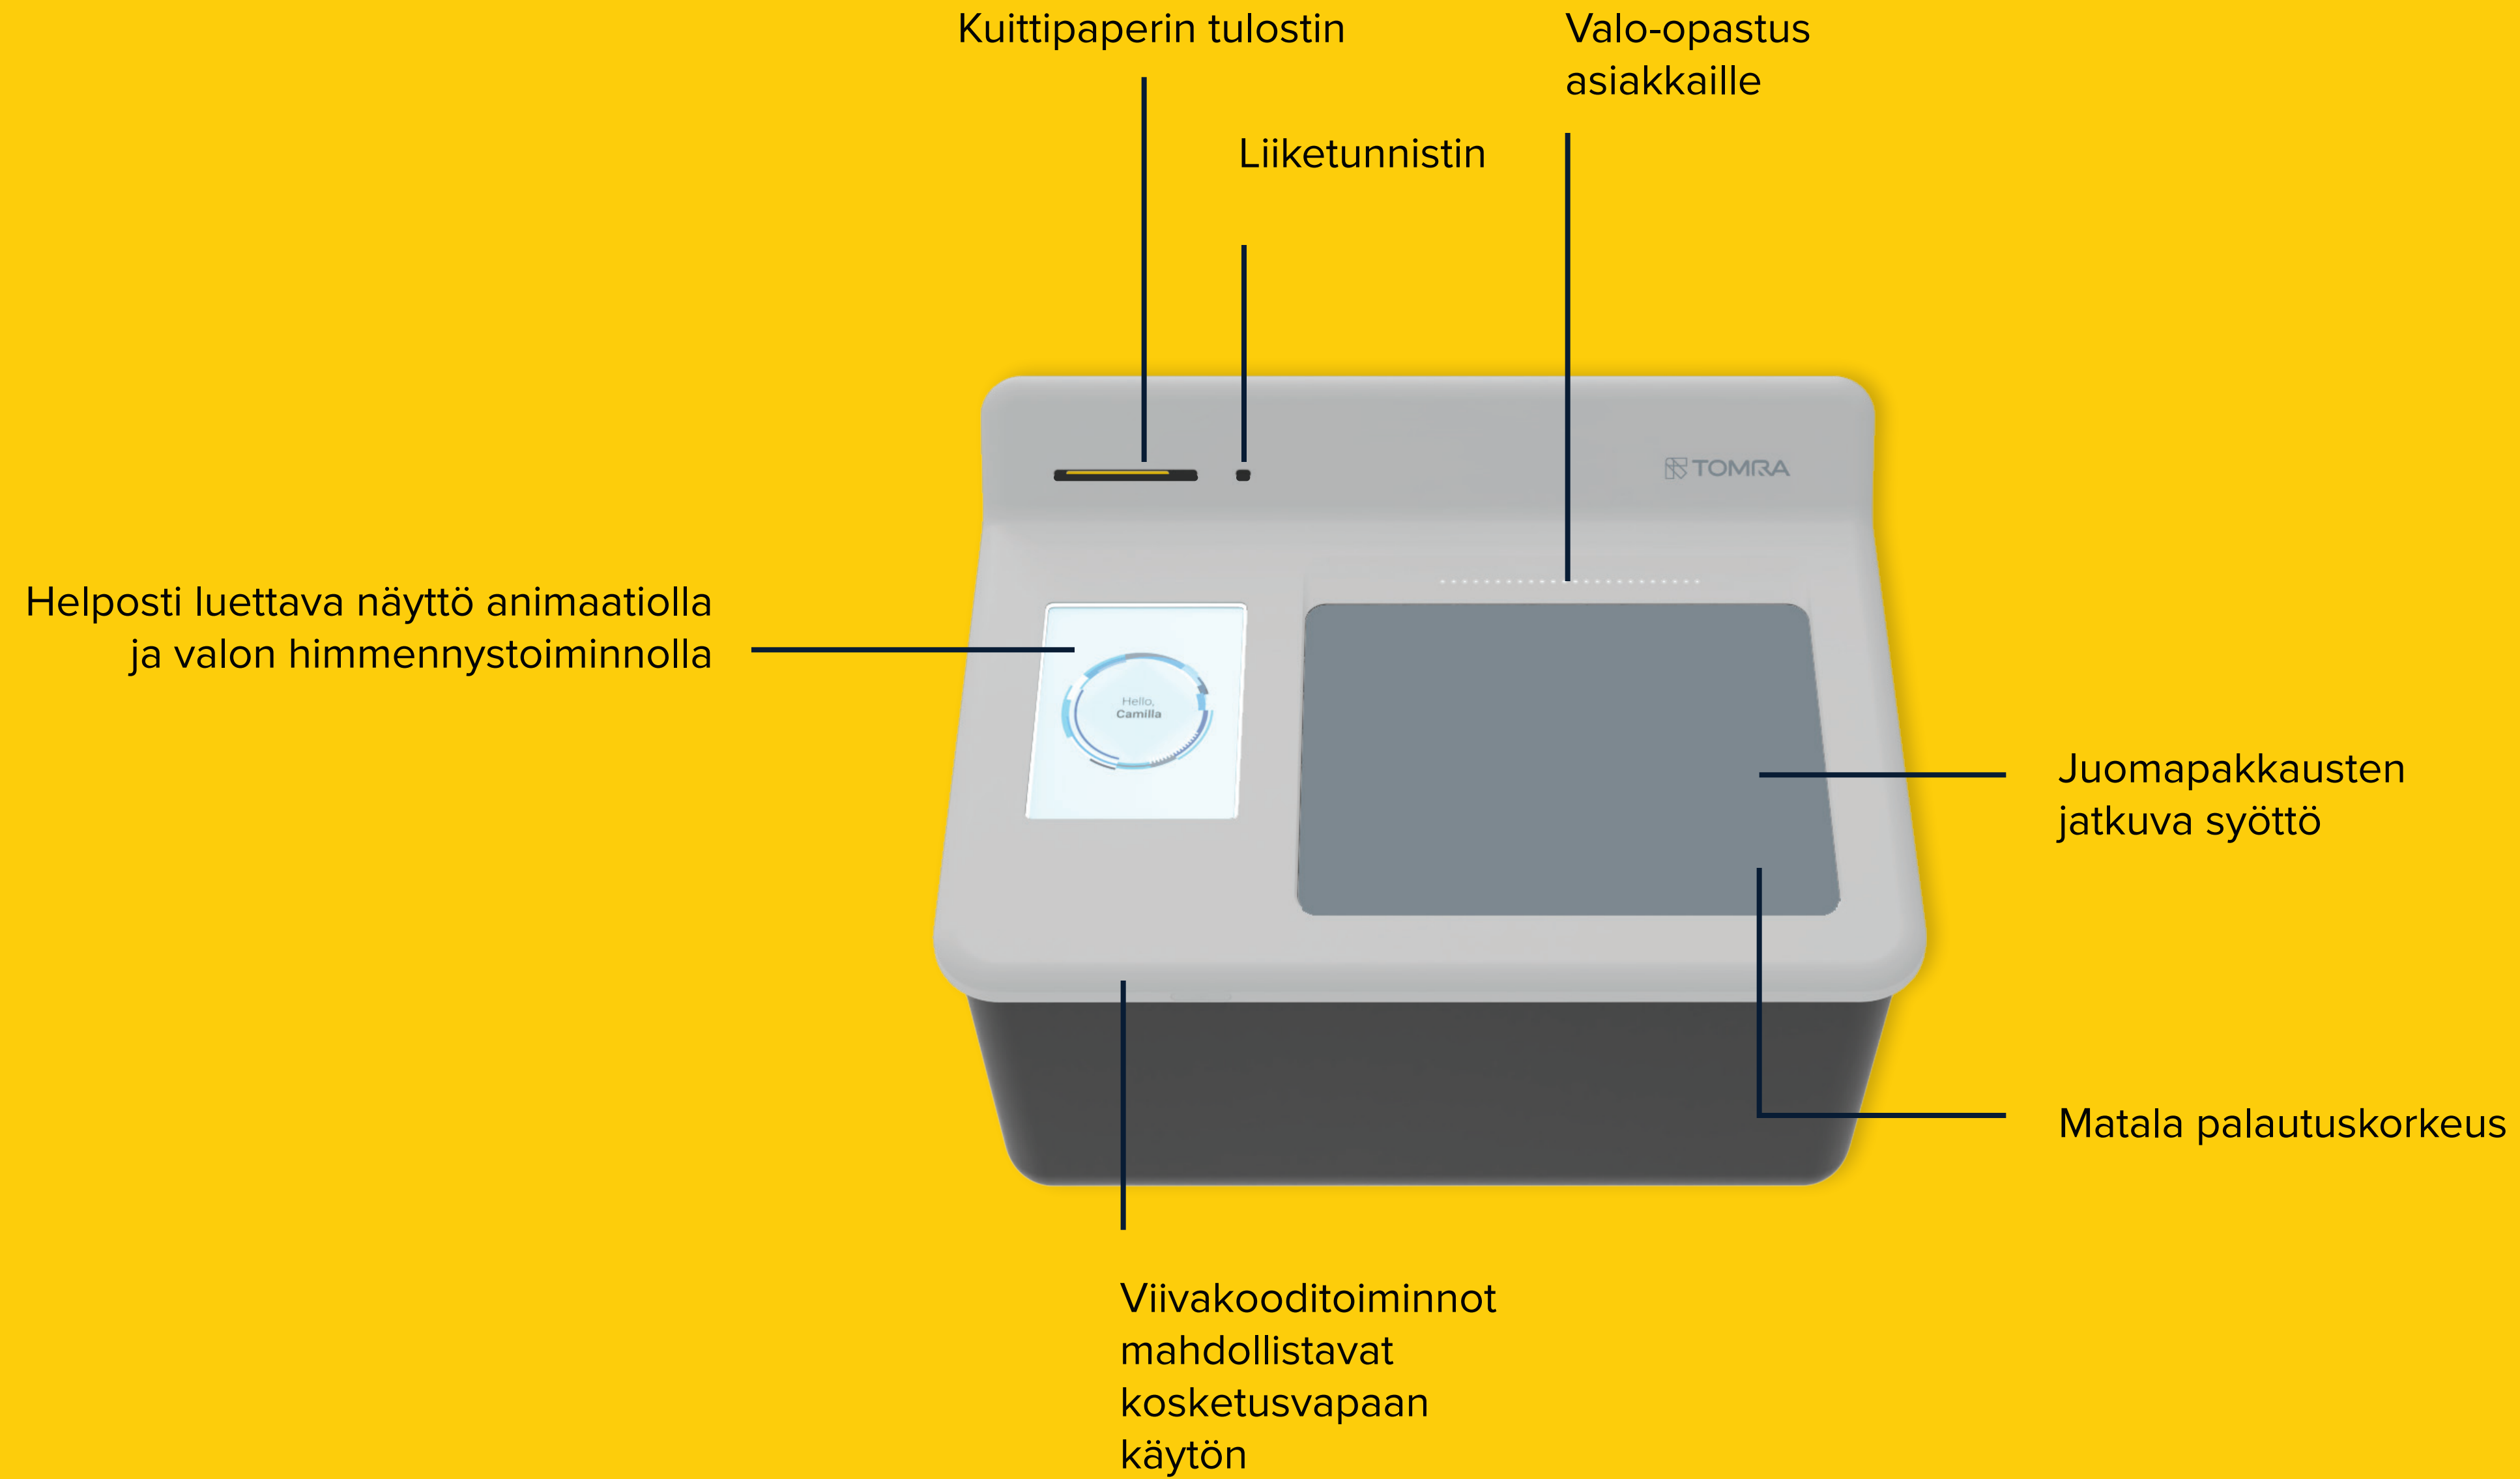 Kuittipaperin tulostin
Valo-opastus
asiakkaille
Liiketunnistin
TOMRA
Helposti luettava näyttö animaatiolla
ja valon himmennystoiminnolla
Hello,
Camilla
Juomapakkausten
jatkuva syöttö
Matala palautuskorkeus
Viivakooditoiminnot
mahdollistavat
kosketusvapaan
käytön